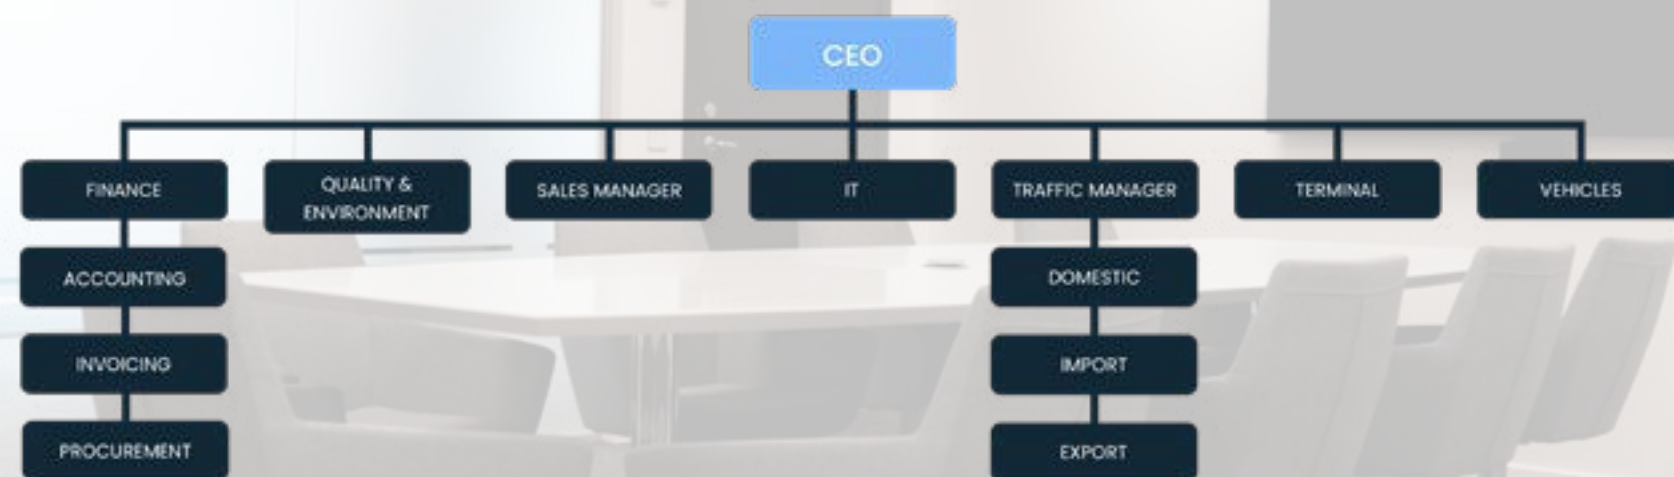 CEO
FINANCE
QUALITY &
ENVIRONMENT
SALES MANAGER
IT
TRAFFIC MANAGER
TERMINAL
VEHICLES
ACCOUNTING
DOMESTIC
INVOICING
IMPORT
PROCUREMENT
EXPORT